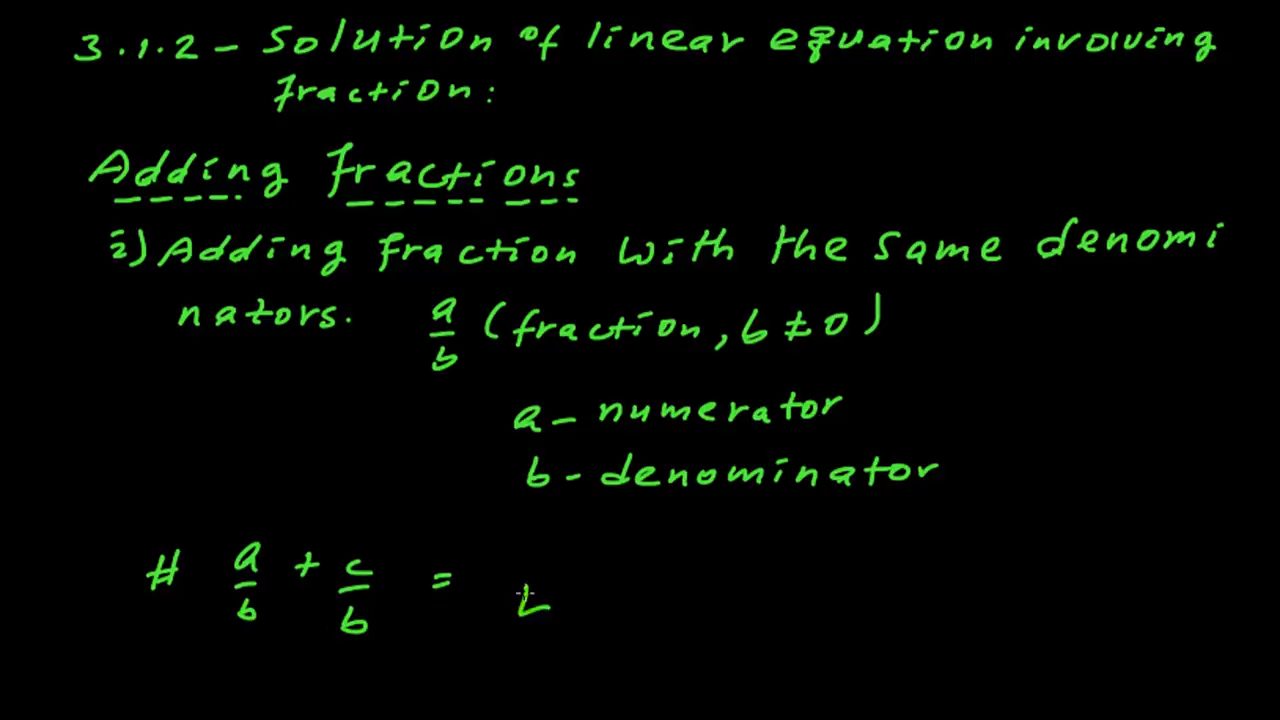 3.1.2 - Solution of linear equation involving
fraction:
Adding fractions
i) Adding fraction with the same denomi
nators. a/b (fraction, b ≠ 0)
a - numerator
b - denominator
# a/b + c/b =